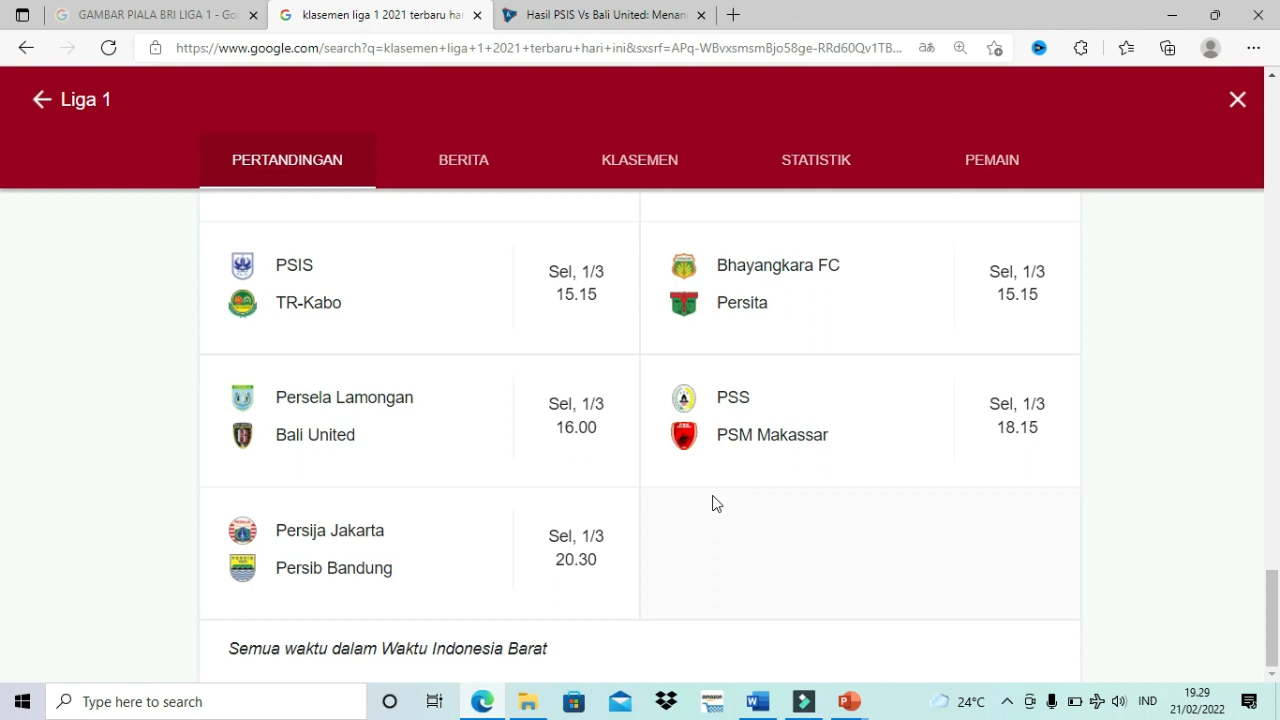 GAMBAR PIALA BRI LIGA 1 - Go
klasemen liga 1 2021 terbaru ha
Hasil PSIS Vs Bali United: Menan
https://www.google.com/search?q=klasemen+liga+1+2021+terbaru+hari+ini&sxsrf=APq-WBvxsmsmBjo58ge-RRd60Qv1TB...
Liga 1
PERTANDINGAN
BERITA
KLASEMEN
STATISTIK
PEMAIN
PSIS
TR-Kabo
Sel, 1/3
15.15
Bhayangkara FC
Persita
Sel, 1/3
15.15
Persela Lamongan
Bali United
Sel, 1/3
16.00
PSS
PSM Makassar
Sel, 1/3
18.15
Persija Jakarta
Persib Bandung
Sel, 1/3
20.30
Semua waktu dalam Waktu Indonesia Barat
Type here to search
24°C
IND
19.29
21/02/2022